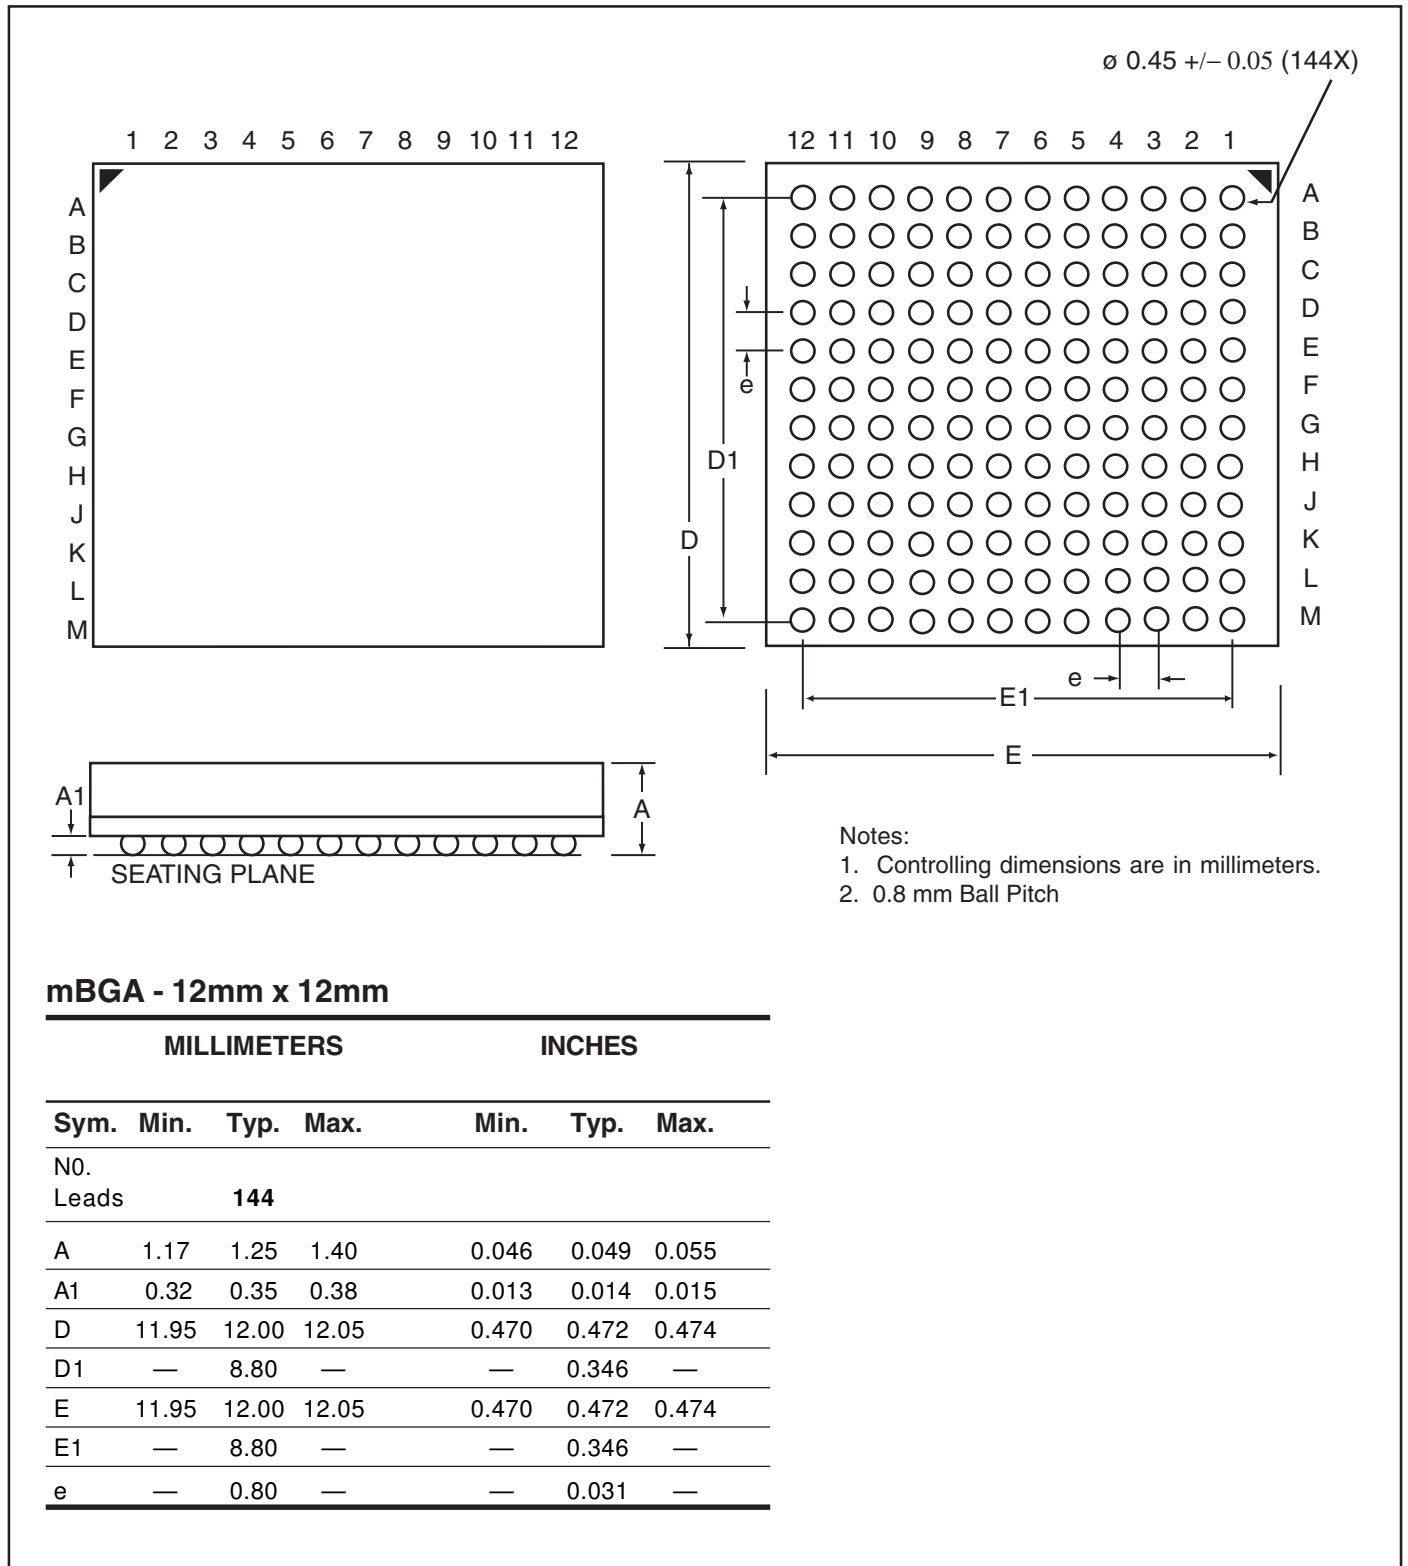 ø 0.45 +/– 0.05 (144X)
1 2 3 4 5 6 7 8 9 10 11 12
A
B
C
D
E
F
G
H
J
K
L
M
12 11 10 9 8 7 6 5 4 3 2 1
A
B
C
D
E
F
G
H
J
K
L
M
e
D1
D
e
E1
E
A1
A
SEATING PLANE
Notes:
1. Controlling dimensions are in millimeters.
2. 0.8 mm Ball Pitch
mBGA - 12mm x 12mm
MILLIMETERS INCHES
Sym. Min. Typ. Max. Min. Typ. Max.
N0.
Leads 144
A 1.17 1.25 1.40 0.046 0.049 0.055
A1 0.32 0.35 0.38 0.013 0.014 0.015
D 11.95 12.00 12.05 0.470 0.472 0.474
D1 — 8.80 — — 0.346 —
E 11.95 12.00 12.05 0.470 0.472 0.474
E1 — 8.80 — — 0.346 —
e — 0.80 — — 0.031 —